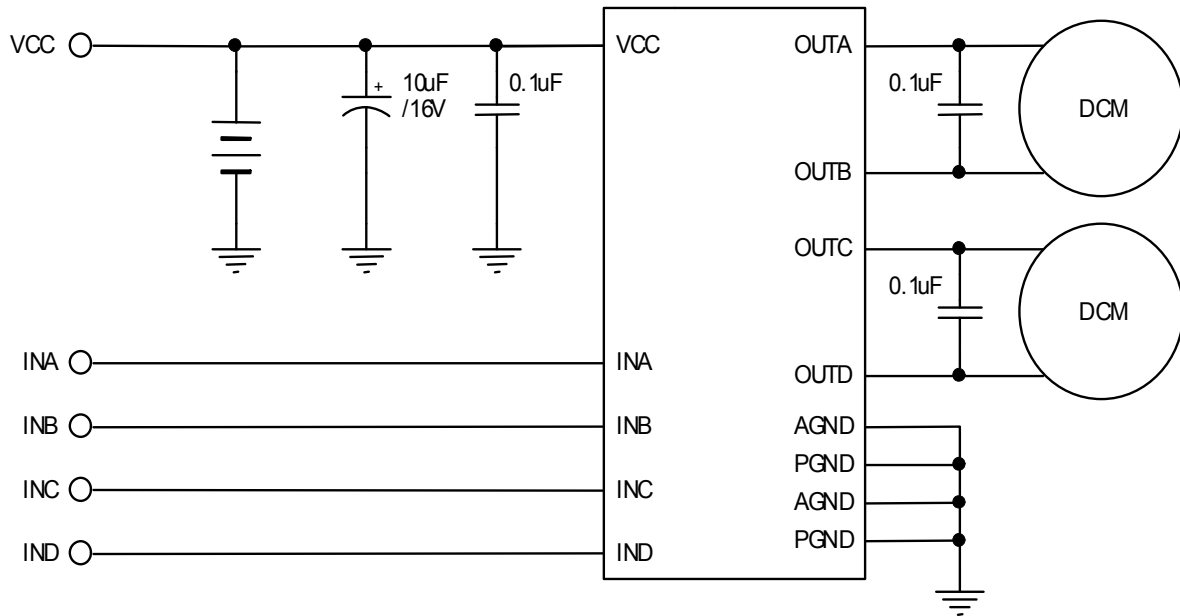 VCC
10uF
/16V
0.1uF
VCC
OUTA
0.1uF
DCM
OUTB
OUTC
0.1uF
DCM
INA
INA
OUTD
INB
INB
AGND
PGND
INC
INC
AGND
PGND
IND
IND
+